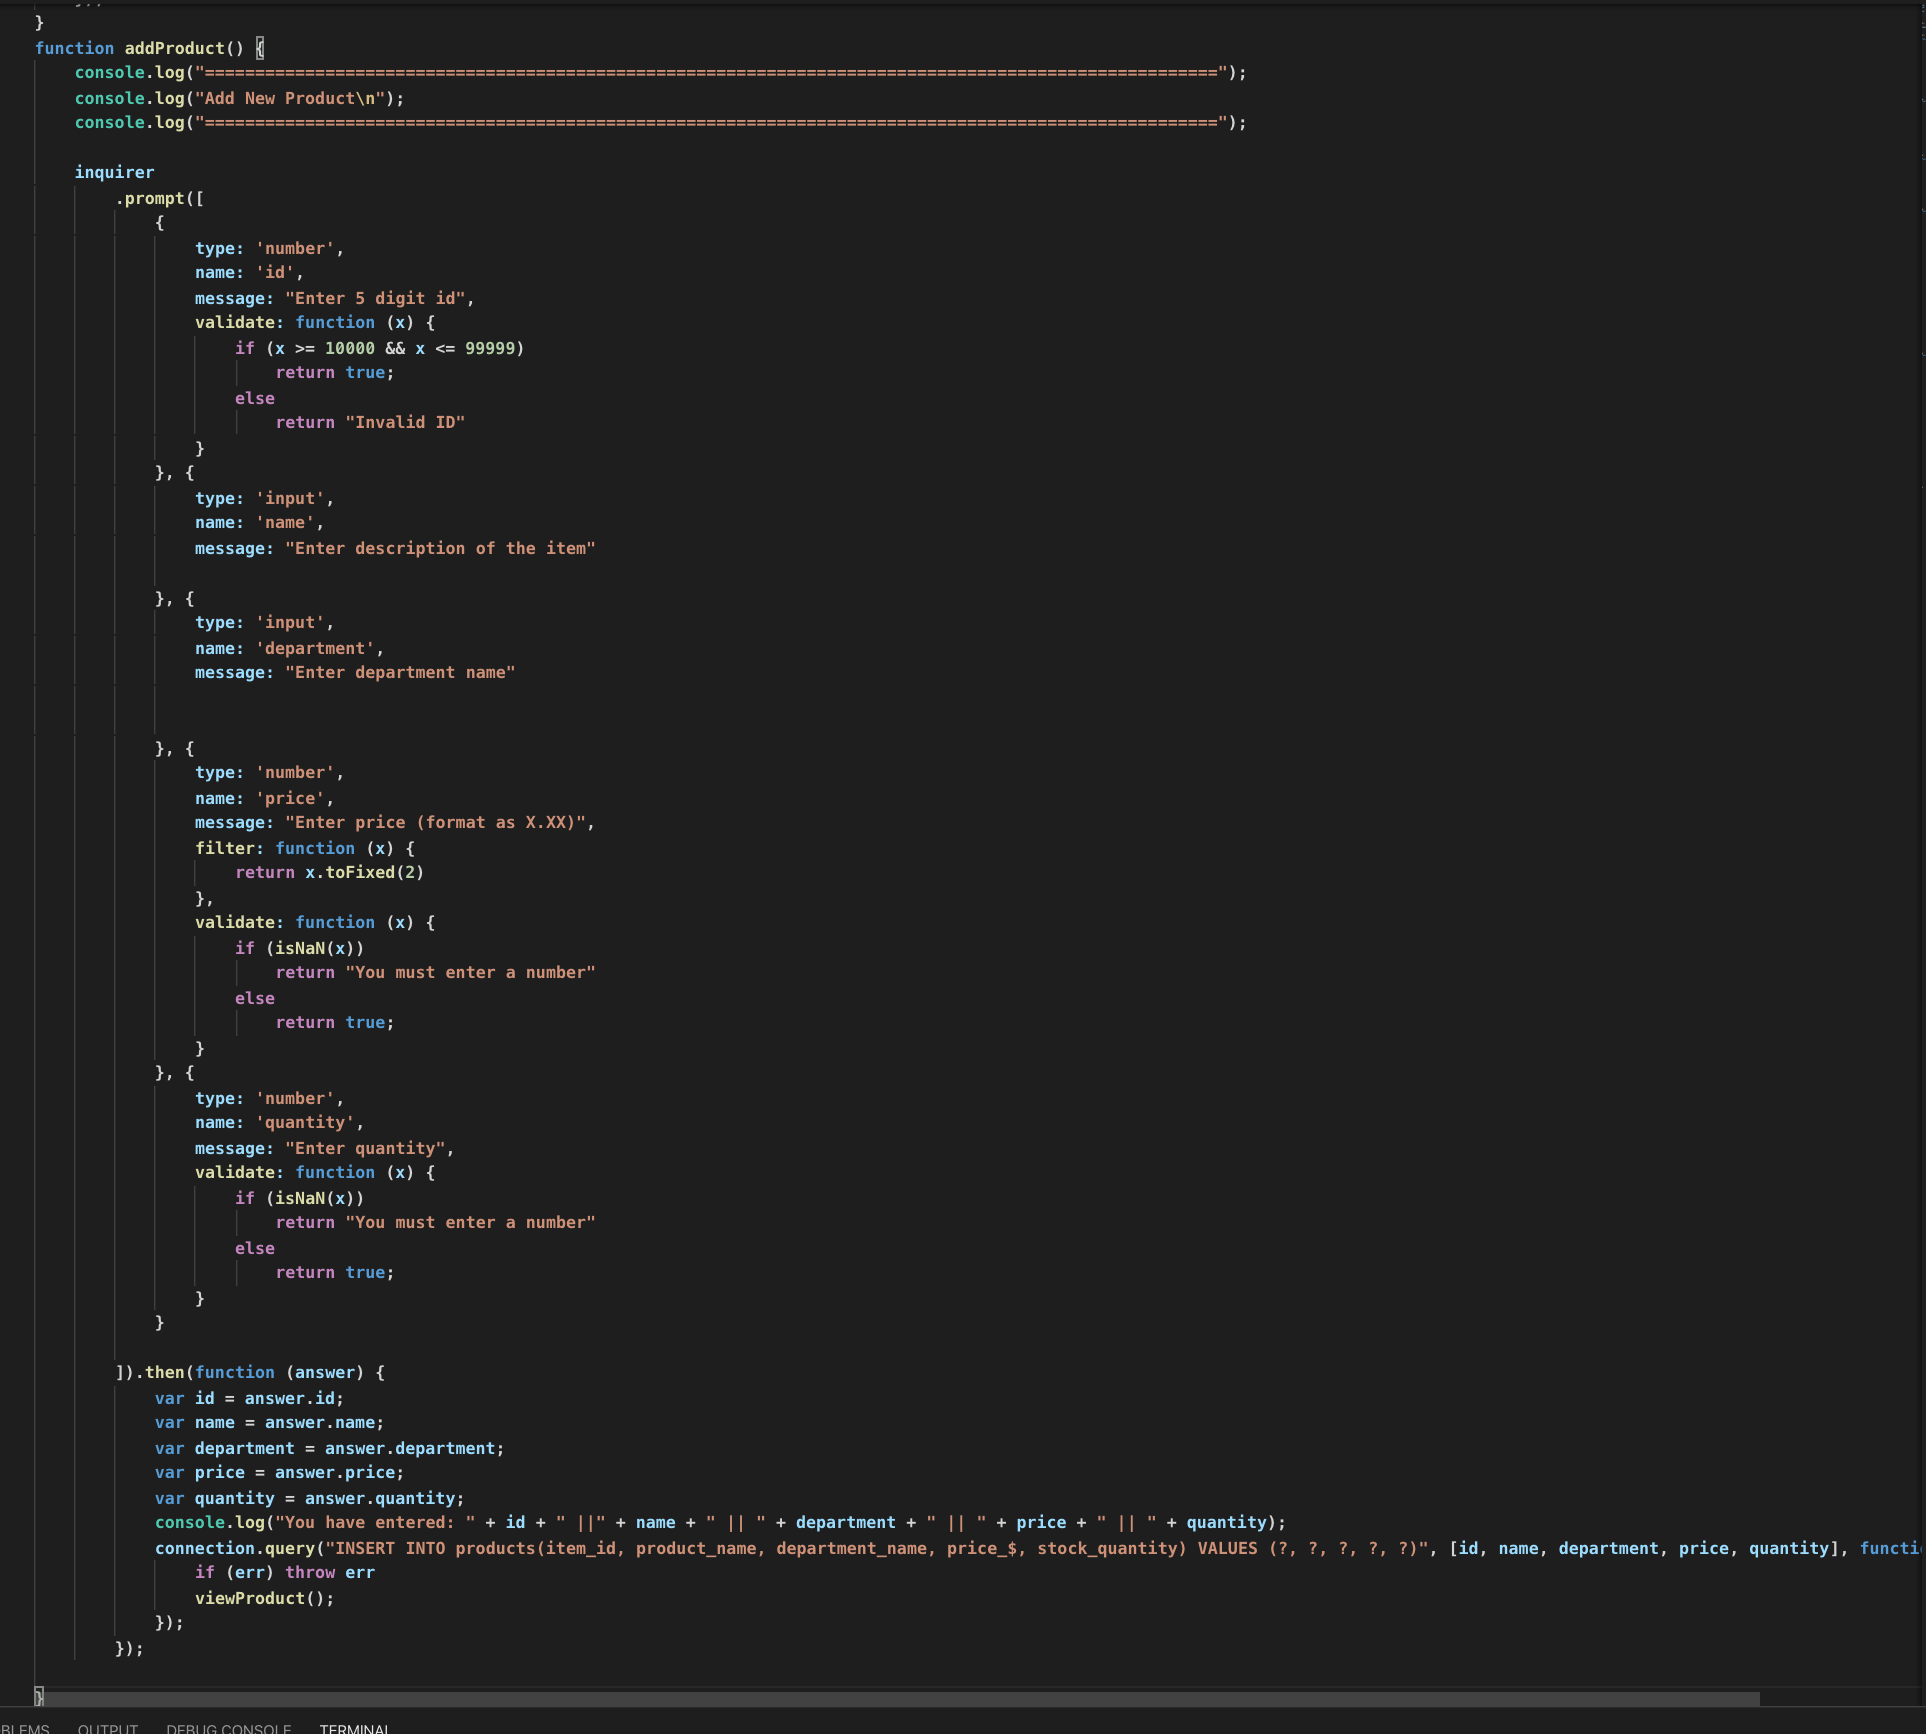 }
function addProduct() {
    console.log("=====================================================================================================");
    console.log("Add New Product\n");
    console.log("=====================================================================================================");
    inquirer
        .prompt([
            {
                type: 'number',
                name: 'id',
                message: "Enter 5 digit id",
                validate: function (x) {
                    if (x >= 10000 && x <= 99999)
                        return true;
                    else
                        return "Invalid ID"
                }
            }, {
                type: 'input',
                name: 'name',
                message: "Enter description of the item"
            }, {
                type: 'input',
                name: 'department',
                message: "Enter department name"
            }, {
                type: 'number',
                name: 'price',
                message: "Enter price (format as X.XX)",
                filter: function (x) {
                    return x.toFixed(2)
                },
                validate: function (x) {
                    if (isNaN(x))
                        return "You must enter a number"
                    else
                        return true;
                }
            }, {
                type: 'number',
                name: 'quantity',
                message: "Enter quantity",
                validate: function (x) {
                    if (isNaN(x))
                        return "You must enter a number"
                    else
                        return true;
                }
            }
        ]).then(function (answer) {
            var id = answer.id;
            var name = answer.name;
            var department = answer.department;
            var price = answer.price;
            var quantity = answer.quantity;
            console.log("You have entered: " + id + " ||" + name + " || " + department + " || " + price + " || " + quantity);
            connection.query("INSERT INTO products(item_id, product_name, department_name, price_$, stock_quantity) VALUES (?, ?, ?, ?, ?)", [id, name, department, price, quantity], functi
                if (err) throw err
                viewProduct();
            });
        });
}
BLEMS OUTPUT DEBUG CONSOLE TERMINAL